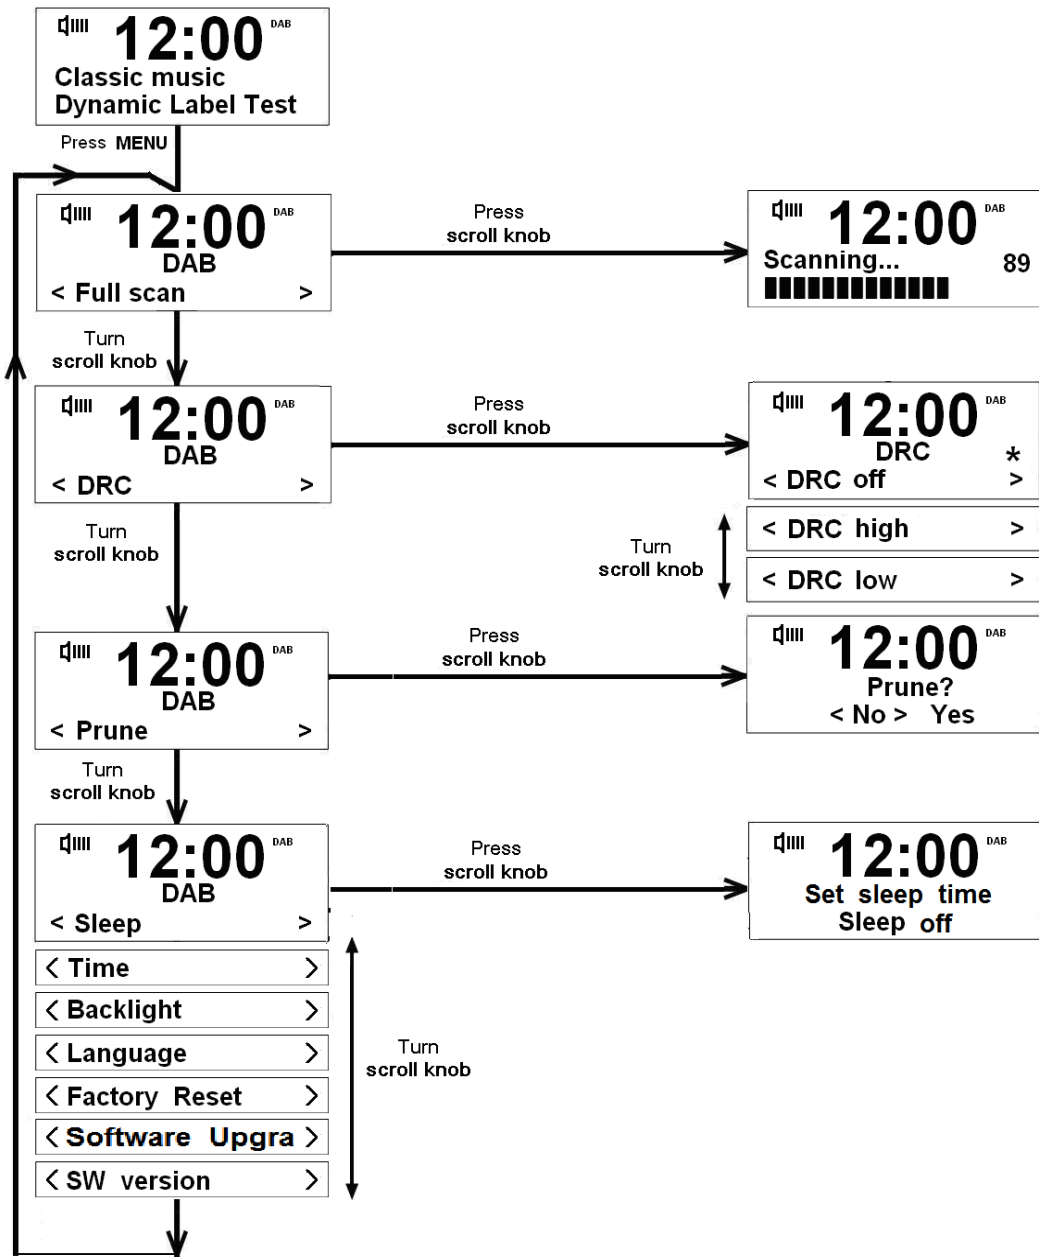 12:00 DAB
Classic music
Dynamic Label Test
Press MENU
12:00 DAB
DAB
< Full scan >
Press
scroll knob
12:00 DAB
Scanning... 89
Turn
scroll knob
12:00 DAB
DAB
< DRC >
Press
scroll knob
12:00 DAB
DRC *
< DRC off >
< DRC high >
< DRC low >
Turn
scroll knob
Turn
scroll knob
12:00 DAB
DAB
< Prune >
Press
scroll knob
12:00 DAB
Prune?
< No > Yes
Turn
scroll knob
12:00 DAB
DAB
< Sleep >
Press
scroll knob
12:00 DAB
Set sleep time
Sleep off
< Time >
< Backlight >
< Language >
< Factory Reset >
< Software Upgra >
< SW version >
Turn
scroll knob